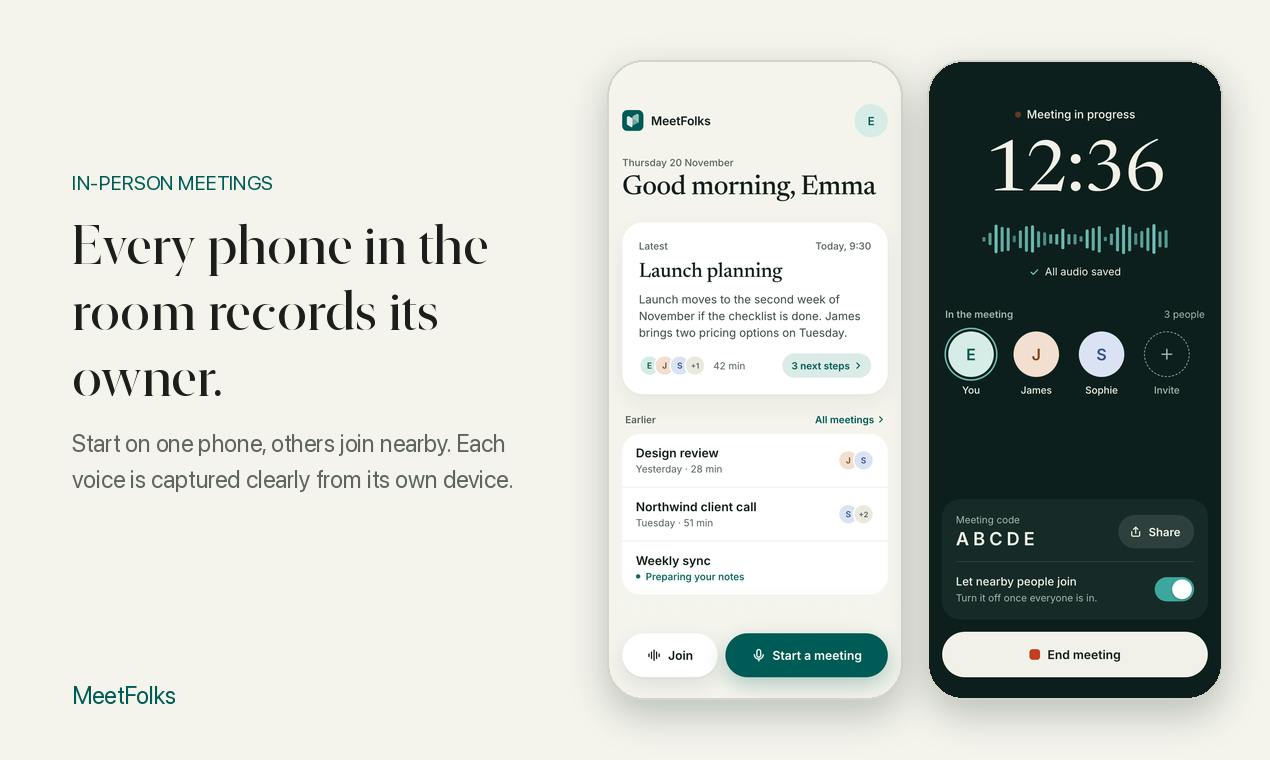 IN-PERSON MEETINGS
Every phone in the
room records its
owner.
Start on one phone, others join nearby. Each
voice is captured clearly from its own device.
MeetFolks
MeetFolks
E
Thursday 20 November
Good morning, Emma
Latest
Today, 9:30
Launch planning
Launch moves to the second week of
November if the checklist is done. James
brings two pricing options on Tuesday.
E J S +1 42 min
3 next steps
Earlier
All meetings
Design review
Yesterday · 28 min
J S
Northwind client call
Tuesday · 51 min
S +2
Weekly sync
Preparing your notes
Join
Start a meeting
Meeting in progress
12:36
All audio saved
In the meeting
3 people
E J S
You James Sophie Invite
Meeting code
ABCDE
Share
Let nearby people join
Turn it off once everyone is in.
End meeting